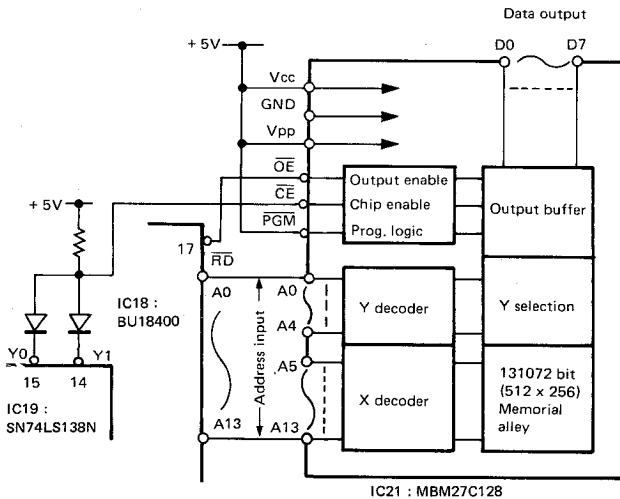 Data output
+5V
D0 D7
Vcc
GND
Vpp
OE
CE
PGM
Output enable
Chip enable
Prog. logic
Output buffer
+5V
17
RD
IC18 :
BU18400
A0
A0
Address input
A4
A5
A13
A13
Y decoder
Y selection
X decoder
131072 bit
(512 x 256)
Memorial
alley
Y0 Y1
15 14
IC19 :
SN74LS138N
IC21 : MBM27C128